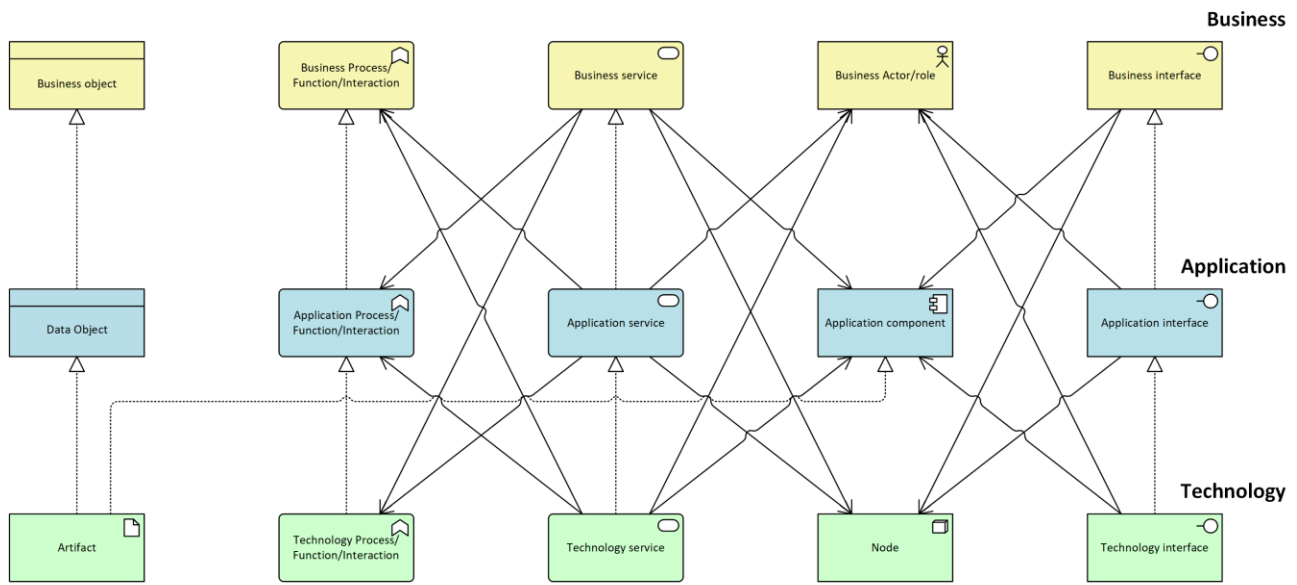 Business
Business object
Business Process/
Function/Interaction
Business service
Business Actor/role
Business interface
Application
Data Object
Application Process/
Function/Interaction
Application service
Application component
Application interface
Technology
Artifact
Technology Process/
Function/Interaction
Technology service
Node
Technology interface